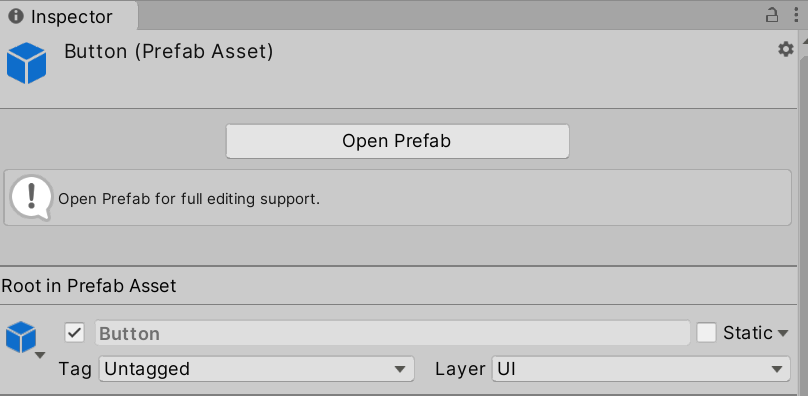 Inspector
Button (Prefab Asset)
Open Prefab
Open Prefab for full editing support.
Root in Prefab Asset
Button Static
Tag Untagged Layer UI